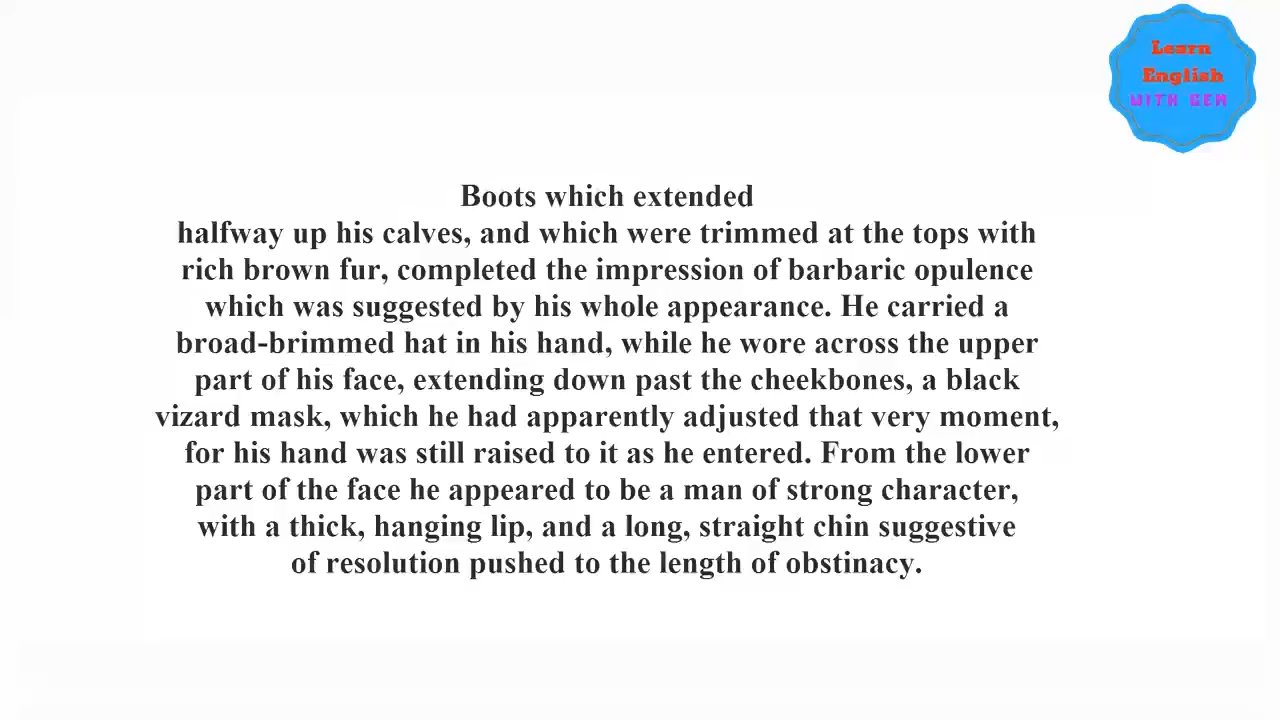 Learn
English
WITH GEM
Boots which extended
halfway up his calves, and which were trimmed at the tops with
rich brown fur, completed the impression of barbaric opulence
which was suggested by his whole appearance. He carried a
broad-brimmed hat in his hand, while he wore across the upper
part of his face, extending down past the cheekbones, a black
vizard mask, which he had apparently adjusted that very moment,
for his hand was still raised to it as he entered. From the lower
part of the face he appeared to be a man of strong character,
with a thick, hanging lip, and a long, straight chin suggestive
of resolution pushed to the length of obstinacy.